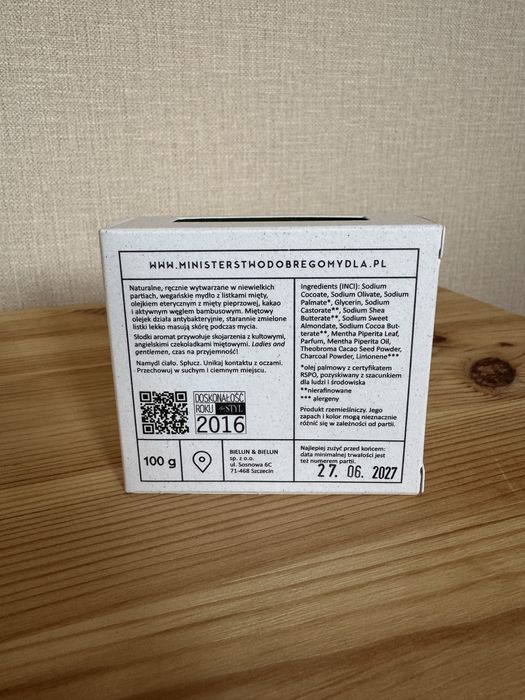 WWW.MINISTERSTWODOBREGOMYDLA.PL
Naturalne, ręcznie wytwarzane w niewielkich
partiach, wegańskie mydło z listkami mięty,
olejkiem eterycznym z mięty pieprzowej, kakao
i aktywnym węglem bambusowym. Miętowy
olejek działa antybakteryjnie, starannie zmielone
listki lekko masują skórę podczas mycia.
Słodki aromat przywołuje skojarzenia z kultowymi,
angielskimi czekoladkami miętowymi. Ladies and
gentlemen, czas na przyjemność!
Namydl ciało. Spłucz. Unikaj kontaktu z oczami.
Przechowuj w suchym i ciemnym miejscu.
DOSKONAŁOŚĆ
ROKU STYL
2016
100 g
BIELUN & BIELUN
sp. z o.o.
ul. Sosnowa 6C
71-468 Szczecin
Ingredients (INCI): Sodium
Cocoate, Sodium Olivate, Sodium
Palmate*, Glycerin, Sodium
Castorate**, Sodium Shea
Butterate**, Sodium Sweet
Almondate, Sodium Cocoa But-
terate**, Mentha Piperita Leaf,
Parfum, Mentha Piperita Oil,
Theobroma Cacao Seed Powder,
Charcoal Powder, Limonene***
*olej palmowy z certyfikatem
RSPO, pozyskiwany z szacunkiem
dla ludzi i środowiska
**nierafinowane
*** alergeny
Produkt rzemieślniczy. Jego
zapach i kolor mogą nieznacznie
różnić się w zależności od partii.
Najlepiej zużyć przed końcem:
data minimalnej trwałości jest
też numerem partii.
27. 06. 2027